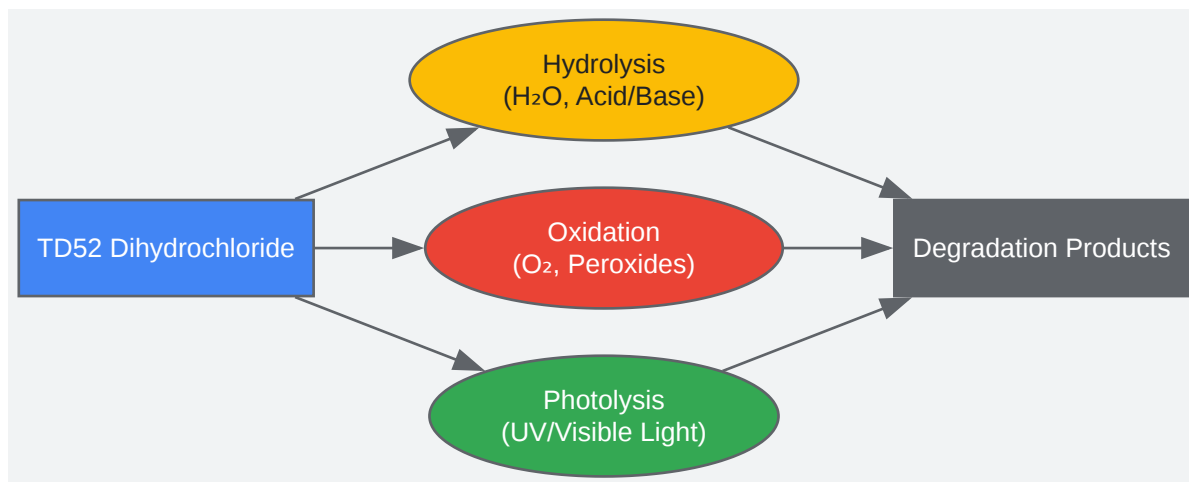 Hydrolysis
(H₂O, Acid/Base)
TD52 Dihydrochloride
Oxidation
(O₂, Peroxides)
Degradation Products
Photolysis
(UV/Visible Light)